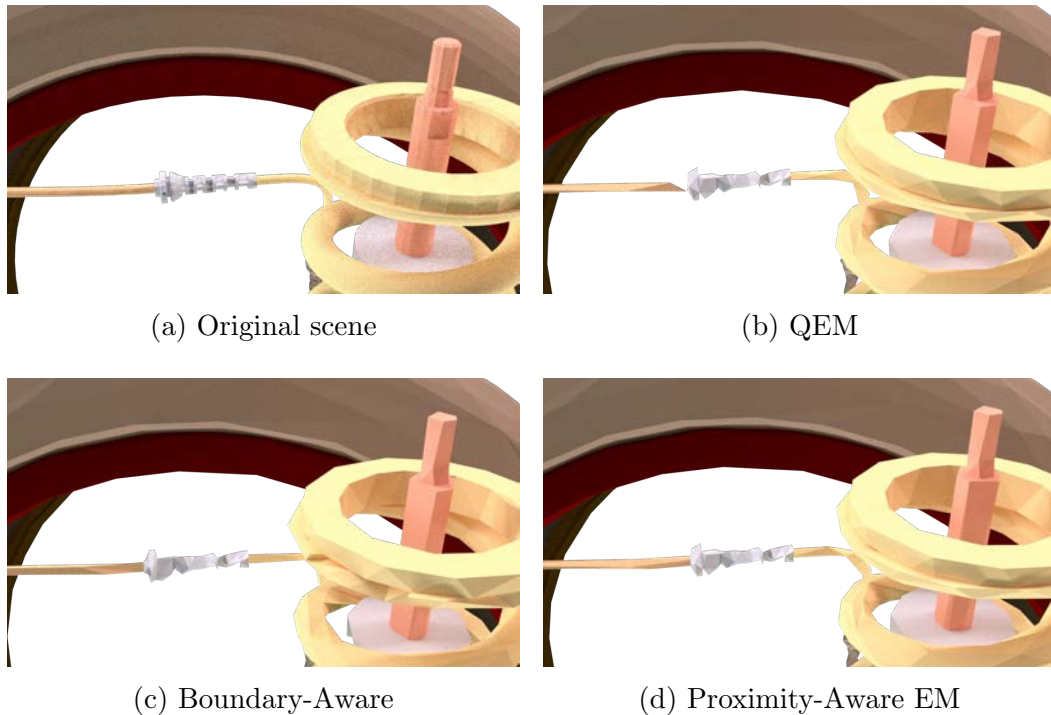 (a) Original scene
(b) QEM
(c) Boundary-Aware
(d) Proximity-Aware EM